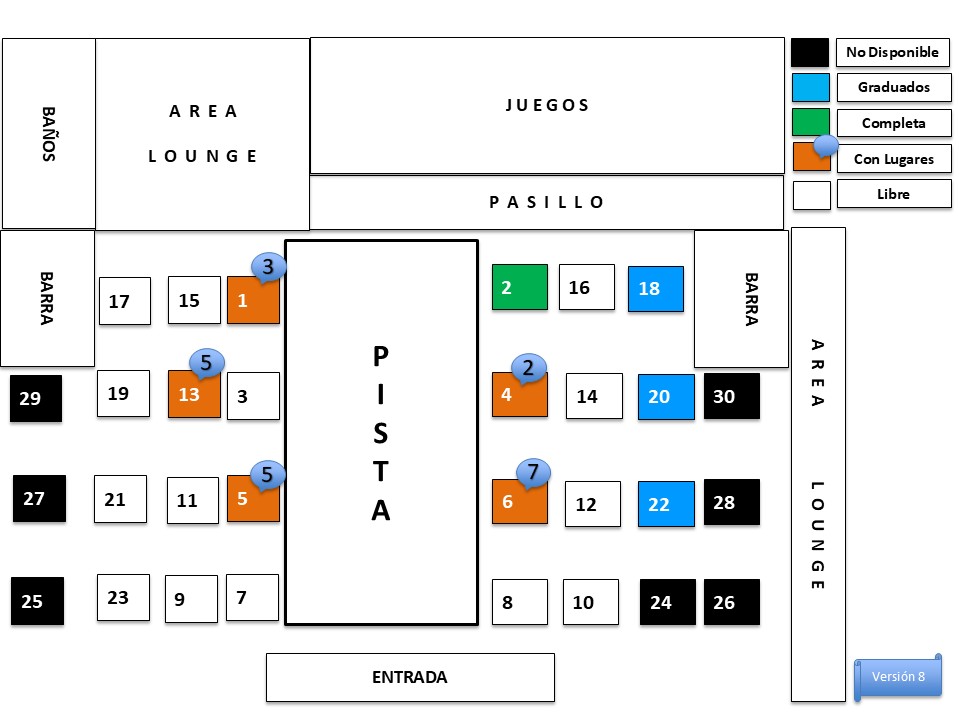 BAÑOS
AREA
LOUNGE
JUEGOS
PASILLO
No Disponible
Graduados
Completa
Con Lugares
Libre
BARRA
BARRA
3
17
15
1
2
16
18
5
29
19
13
3
2
4
14
20
30
5
27
21
11
5
7
6
12
22
28
25
23
9
7
8
10
24
26
PISTA
AREA LOUNGE
ENTRADA
Versión 8